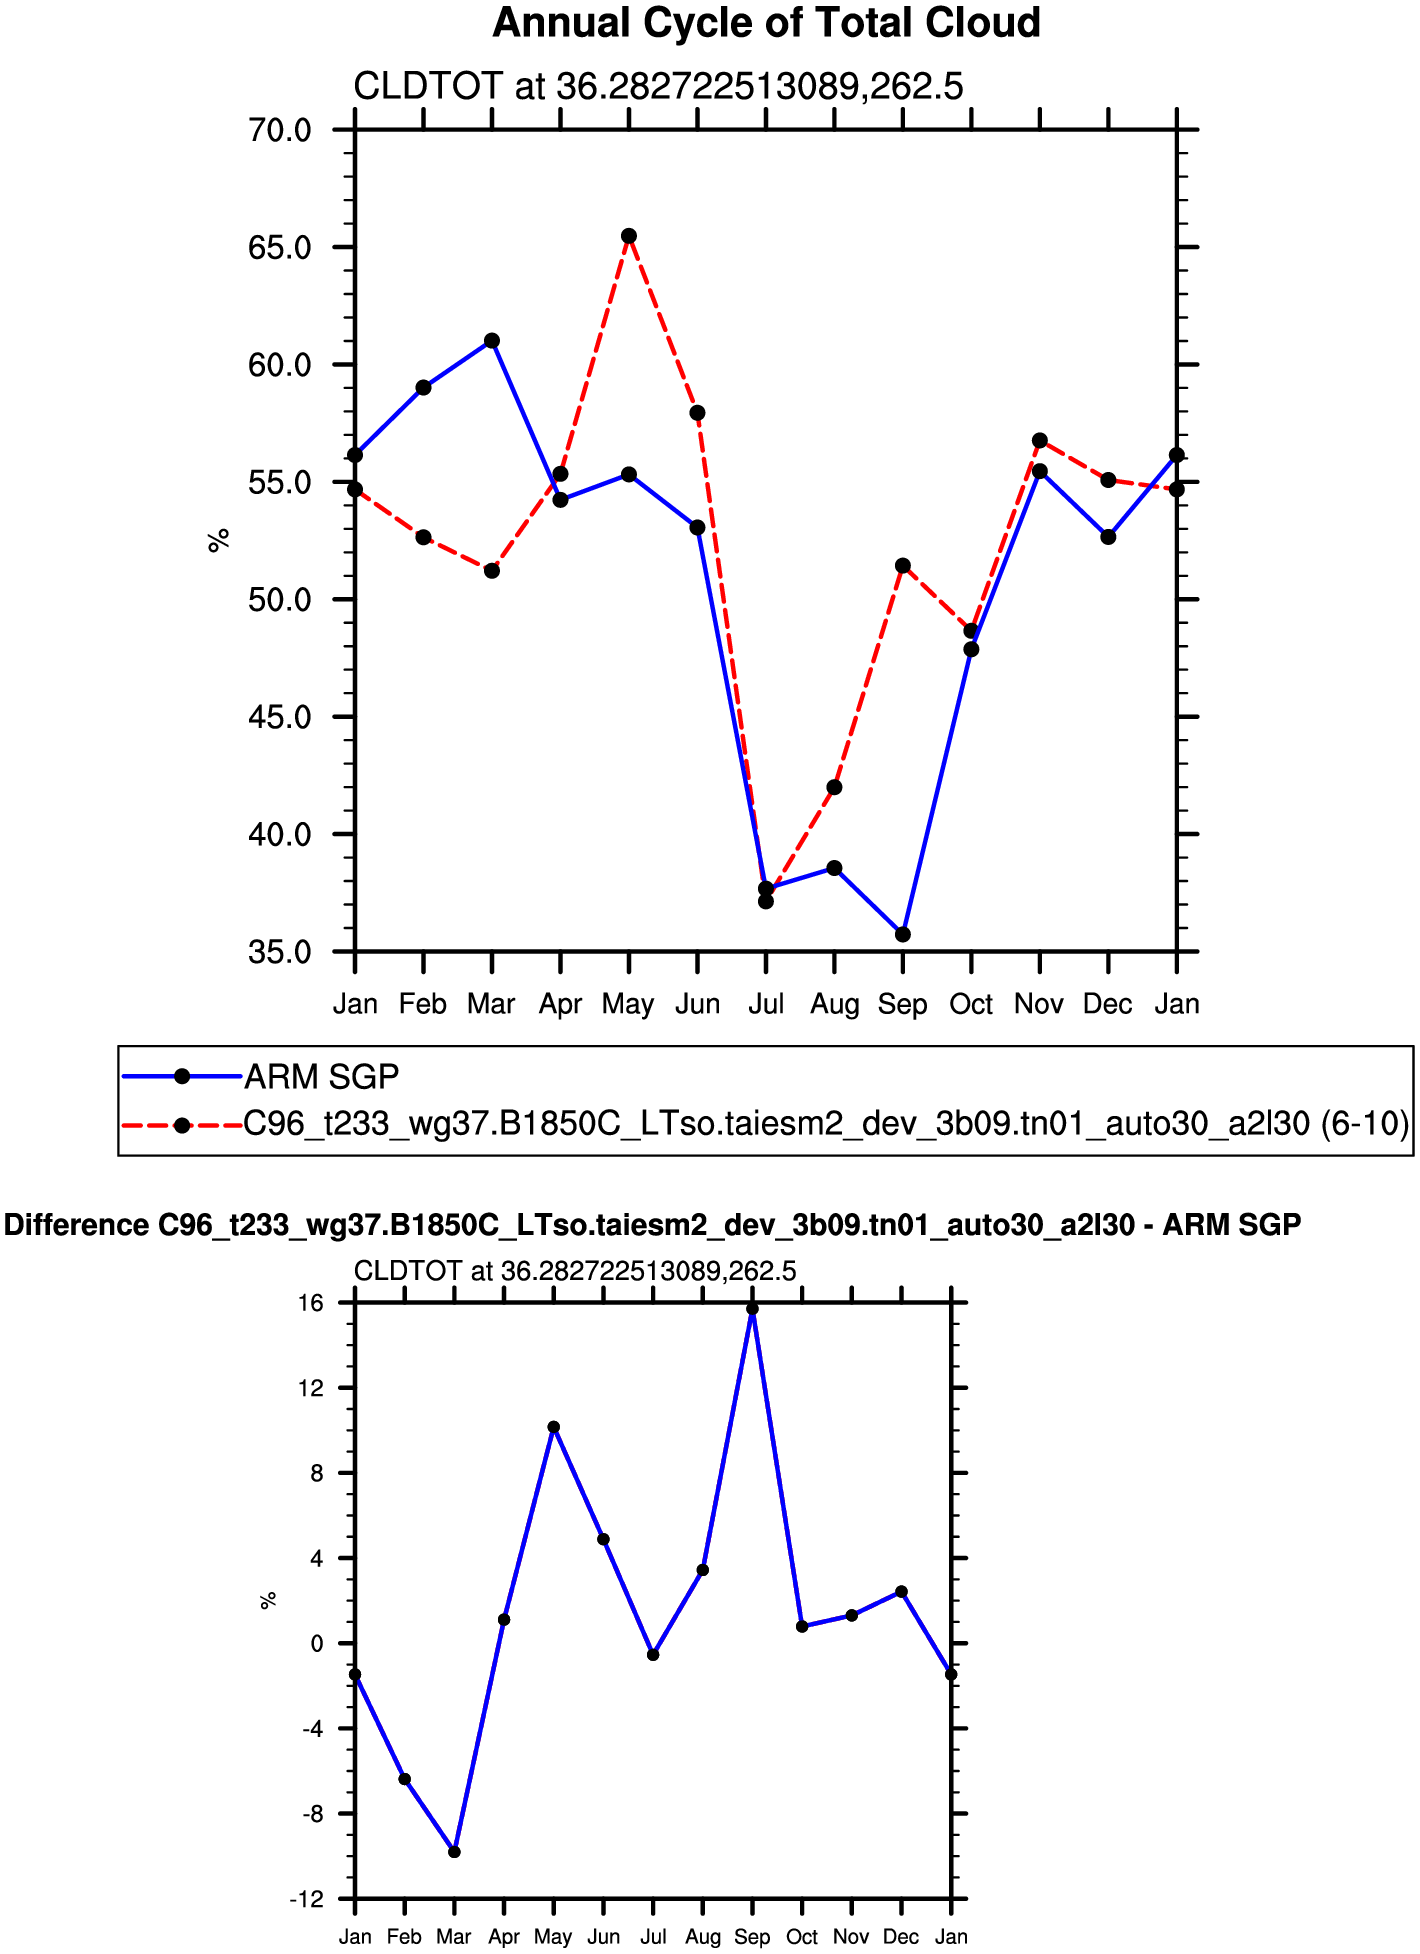 Annual Cycle of Total Cloud
CLDTOT at 36.282722513089,262.5
70.0
65.0
60.0
55.0
50.0
45.0
40.0
35.0
%
Jan Feb Mar Apr May Jun Jul Aug Sep Oct Nov Dec Jan
ARM SGP
C96_t233_wg37.B1850C_LTso.taiesm2_dev_3b09.tn01_auto30_a2l30 (6-10)
Difference C96_t233_wg37.B1850C_LTso.taiesm2_dev_3b09.tn01_auto30_a2l30 - ARM SGP
CLDTOT at 36.282722513089,262.5
16
12
8
4
0
-4
-8
-12
%
Jan Feb Mar Apr May Jun Jul Aug Sep Oct Nov Dec Jan